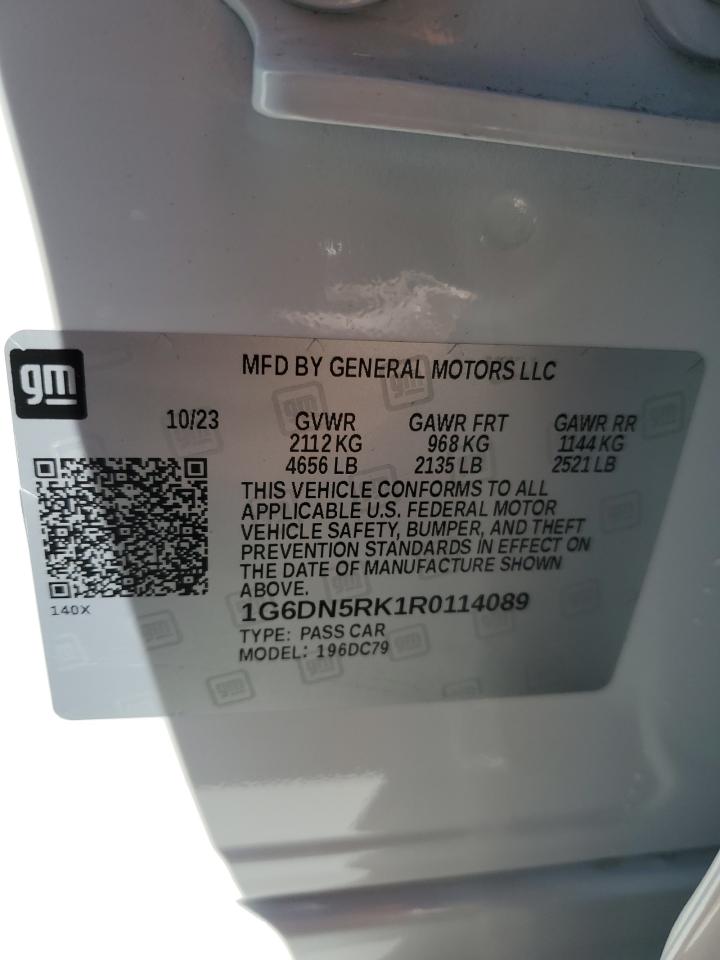 gm
MFD BY GENERAL MOTORS LLC
10/23 GVWR GAWR FRT GAWR RR
2112 KG 968 KG 1144 KG
4656 LB 2135 LB 2521 LB
THIS VEHICLE CONFORMS TO ALL
APPLICABLE U.S. FEDERAL MOTOR
VEHICLE SAFETY, BUMPER, AND THEFT
PREVENTION STANDARDS IN EFFECT ON
THE DATE OF MANUFACTURE SHOWN
ABOVE.
140X
1G6DN5RK1R0114089
TYPE: PASS CAR
MODEL: 196DC79